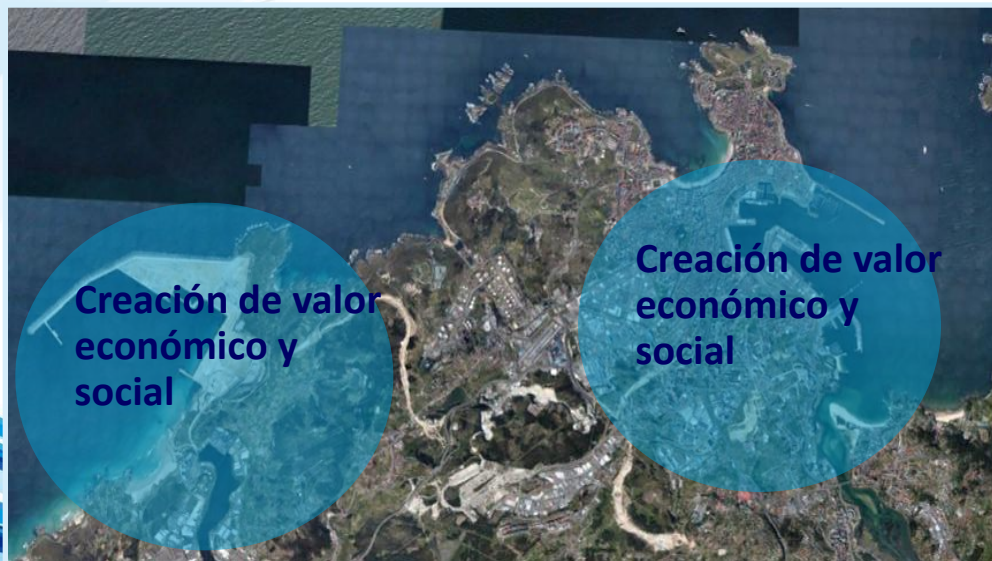 Creación de valor
económico y
social
Creación de valor
económico y
social